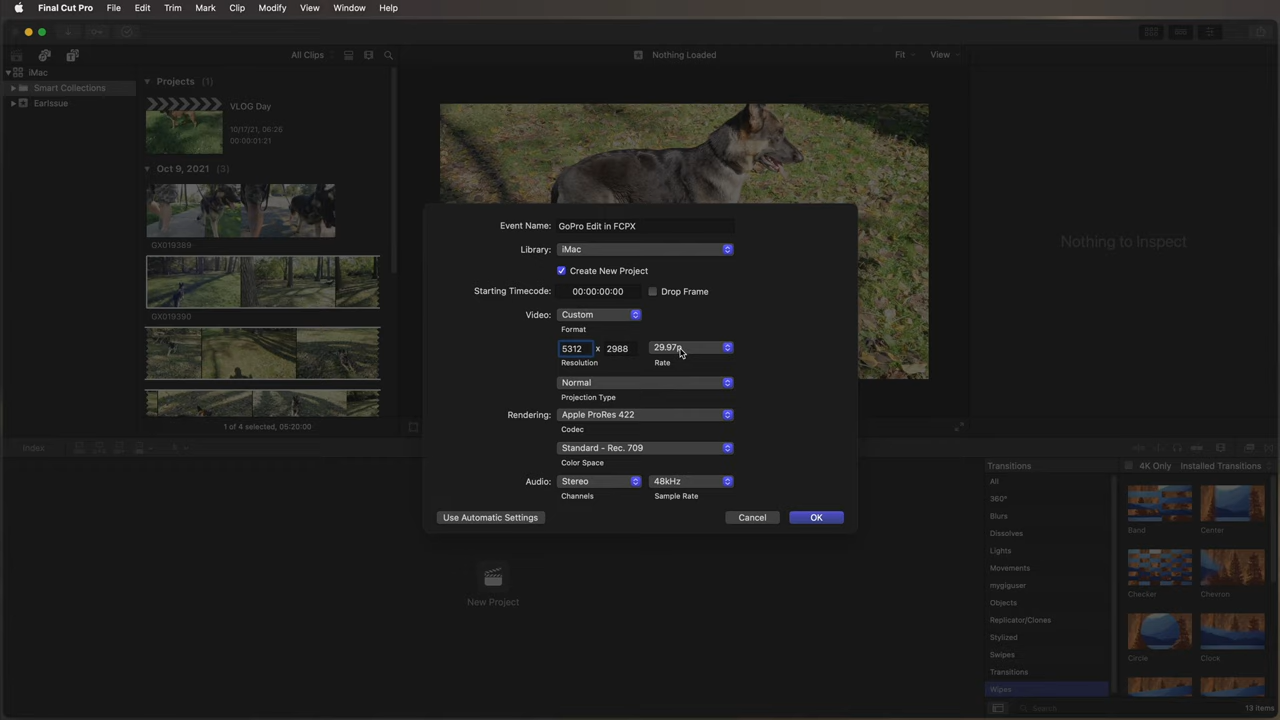 Final Cut Pro File Edit Trim Mark Clip Modify View Window Help
All Clips
Nothing Loaded
Fit
View
iMac
Smart Collections
EarIssue
Projects (1)
VLOG Day
10/17/21, 06:26
00:00:01:21
Oct 9, 2021 (3)
GX019389
GX019390
1 of 4 selected, 05:20:00
Nothing to Inspect
Event Name: GoPro Edit in FCPX
Library: iMac
Create New Project
Starting Timecode: 00:00:00:00 Drop Frame
Video: Custom
Format
5312 x 2988 29.97p
Resolution Rate
Normal
Projection Type
Rendering: Apple ProRes 422
Codec
Standard - Rec. 709
Color Space
Audio: Stereo 48kHz
Channels Sample Rate
Use Automatic Settings Cancel OK
Index
New Project
Transitions 4K Only Installed Transitions
All
360°
Blurs
Dissolves
Lights
Movements
mygiguser
Objects
Replicator/Clones
Stylized
Swipes
Transitions
Wipes
Band Center
Checker Chevron
Circle Clock
Search
13 items